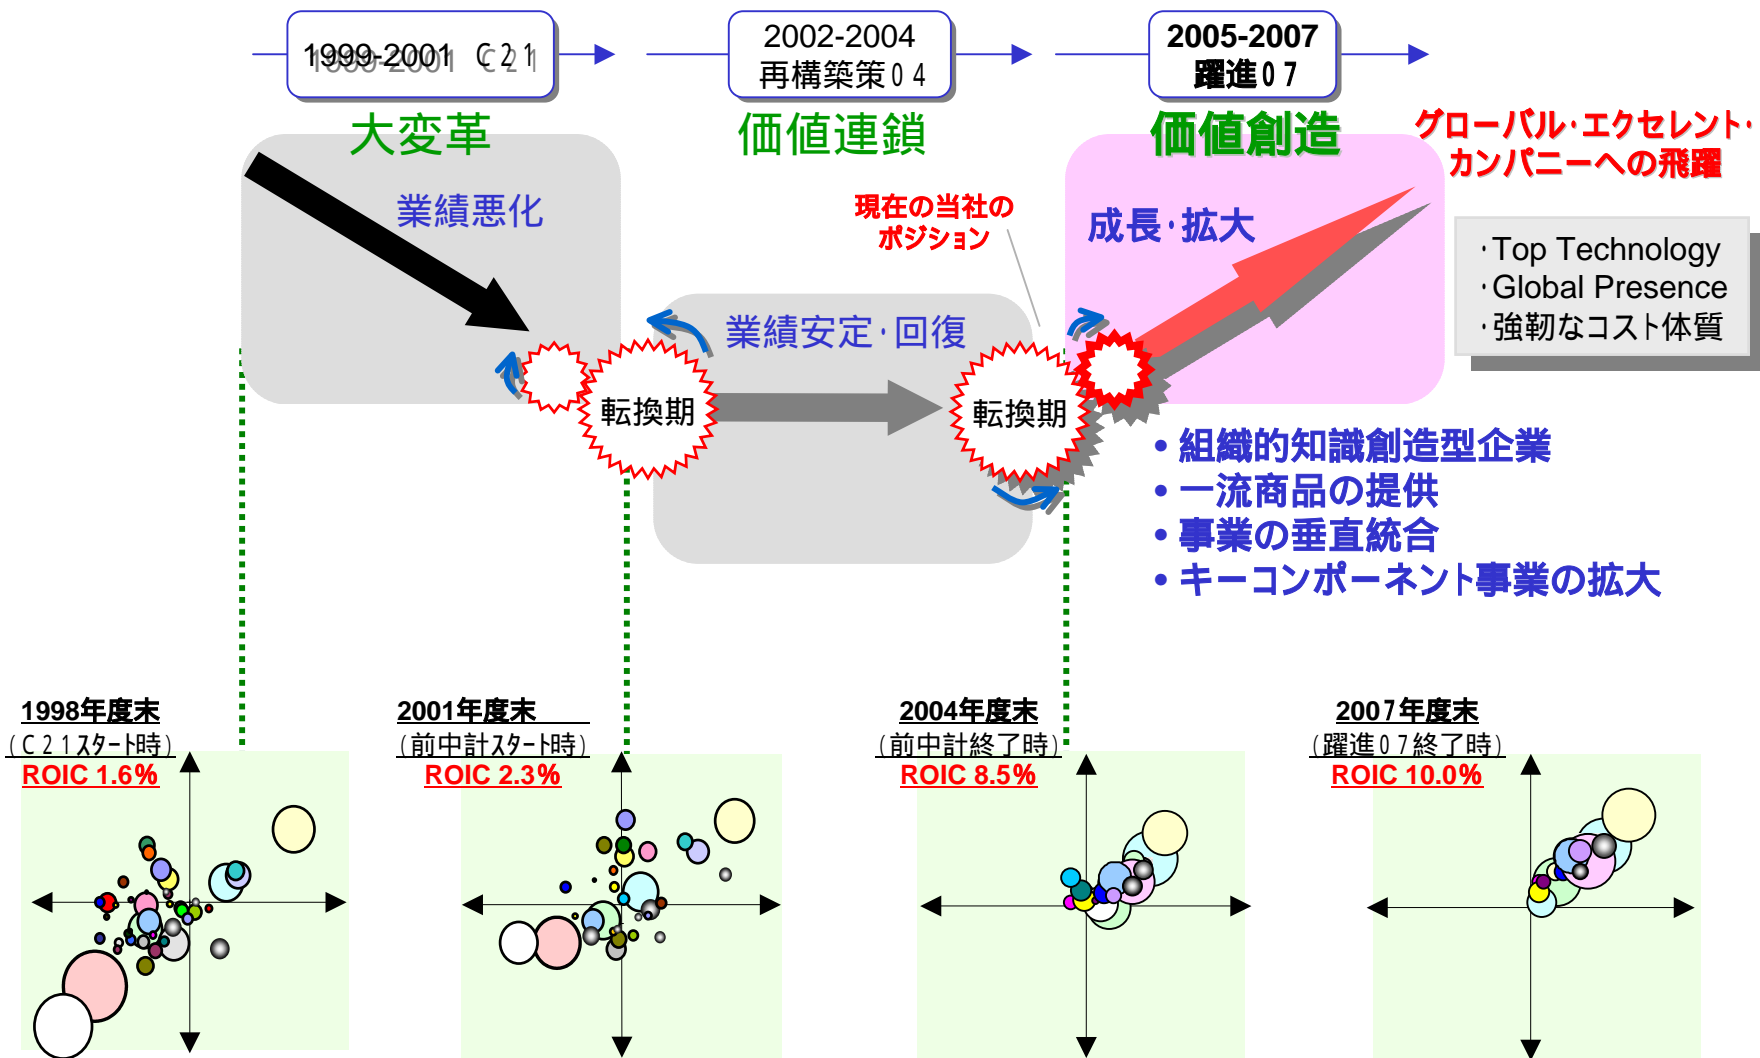 1999-2001 C21
2002-2004
再構築策04
2005-2007
躍進07
大変革
価値連鎖
価値創造
グローバル・エクセレント・
カンパニーへの飛躍
業績悪化
現在の当社の
ポジション
成長・拡大
・Top Technology
・Global Presence
・強靭なコスト体質
業績安定・回復
転換期
転換期
• 組織的知識創造型企業
• 一流商品の提供
• 事業の垂直統合
• キーコンポーネント事業の拡大
1998年度末
(C21スタート時)
ROIC 1.6%
2001年度末
(前中計スタート時)
ROIC 2.3%
2004年度末
(前中計終了時)
ROIC 8.5%
2007年度末
(躍進07終了時)
ROIC 10.0%